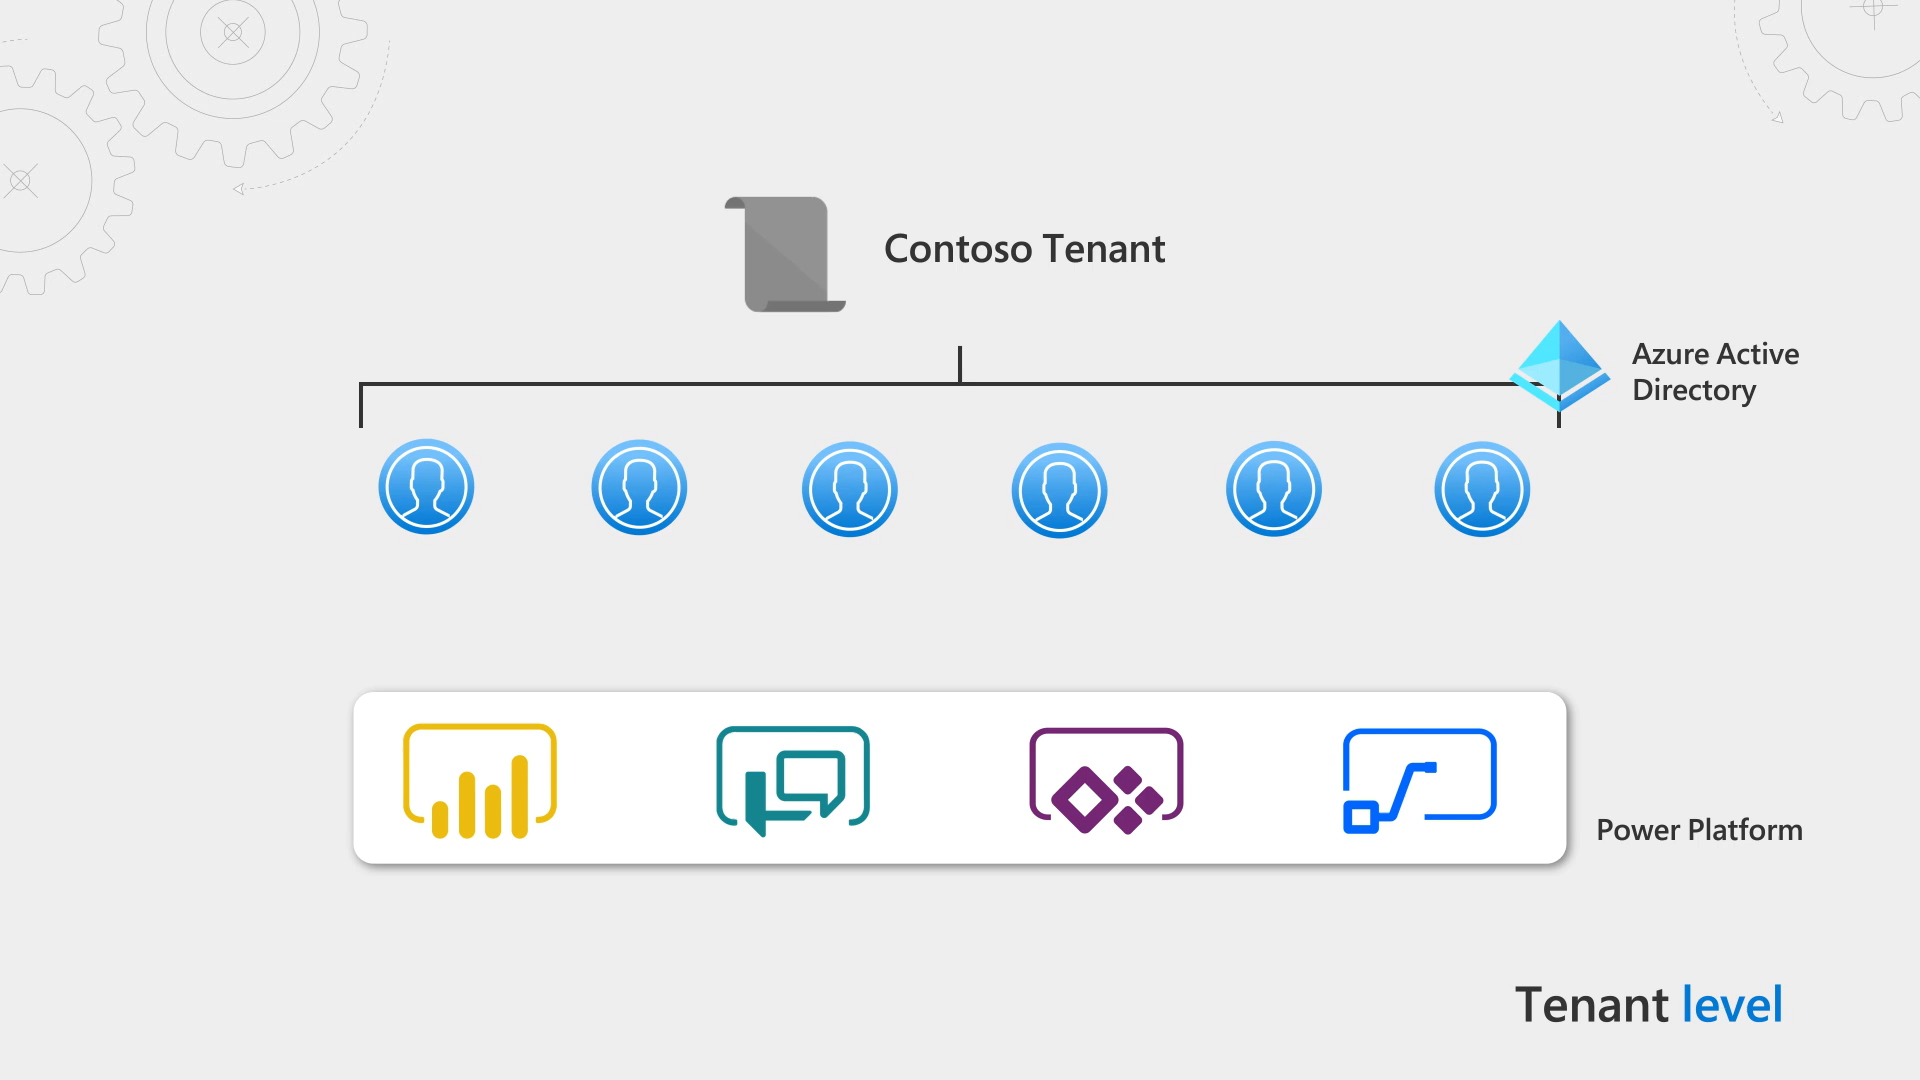 Contoso Tenant
Azure Active
Directory
Power Platform
Tenant level